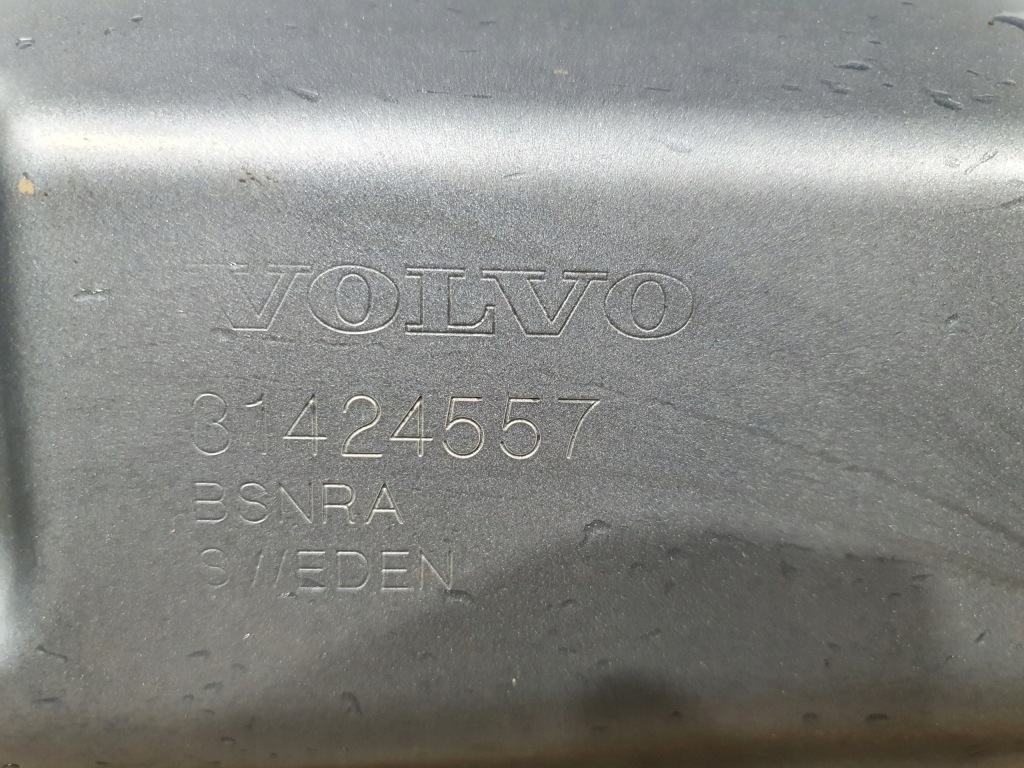 VOLVO
31424557
BSNRA
SWEDEN